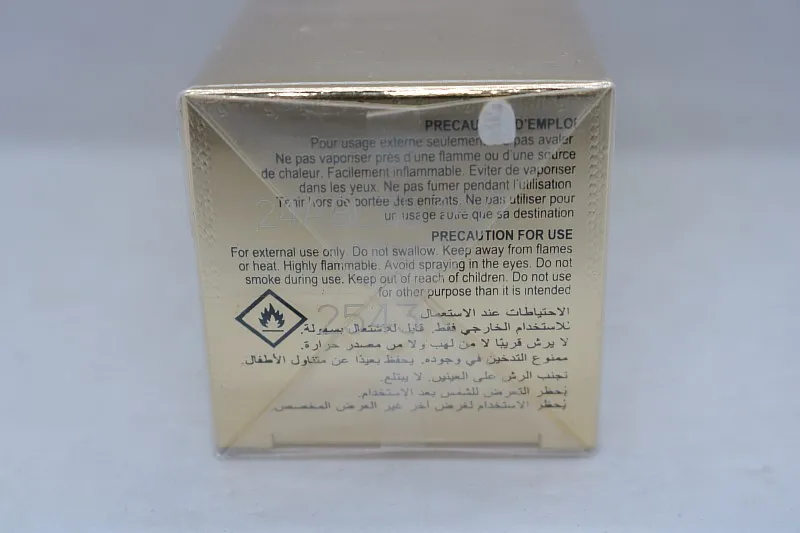 D'EMPLOI
Pour usage externe seulement. Ne pas avaler
Ne pas vaporiser près d'une flamme ou d'une source
de chaleur. Facilement inflammable. Eviter de vaporiser
dans les yeux. Ne pas fumer pendant l'utilisation
Tenir hors de portée des enfants. Ne pas utiliser pour
un usage autre que sa destination
PRECAUTION FOR USE
For external use only. Do not swallow. Keep away from flames
or heat. Highly flammable. Avoid spraying in the eyes. Do not
smoke during use. Keep out of reach of children. Do not use
for other purpose than it is intended
الاحتياطات عند الاستعمال
للاستخدام الخارجي فقط. قابل للاشتعال بسهولة.
لا يرش قريبًا لا من لهب ولا من مصدر حرارة.
ممنوع التدخين في وجوده. يحفظ بعيدًا عن متناول الأطفال.
تجنب الرش على العينين. لا يبتلع.
يُحظر التعرض للشمس بعد الاستخدام.
يُحظر الاستخدام لغرض آخر غير الغرض المخصص.
2543